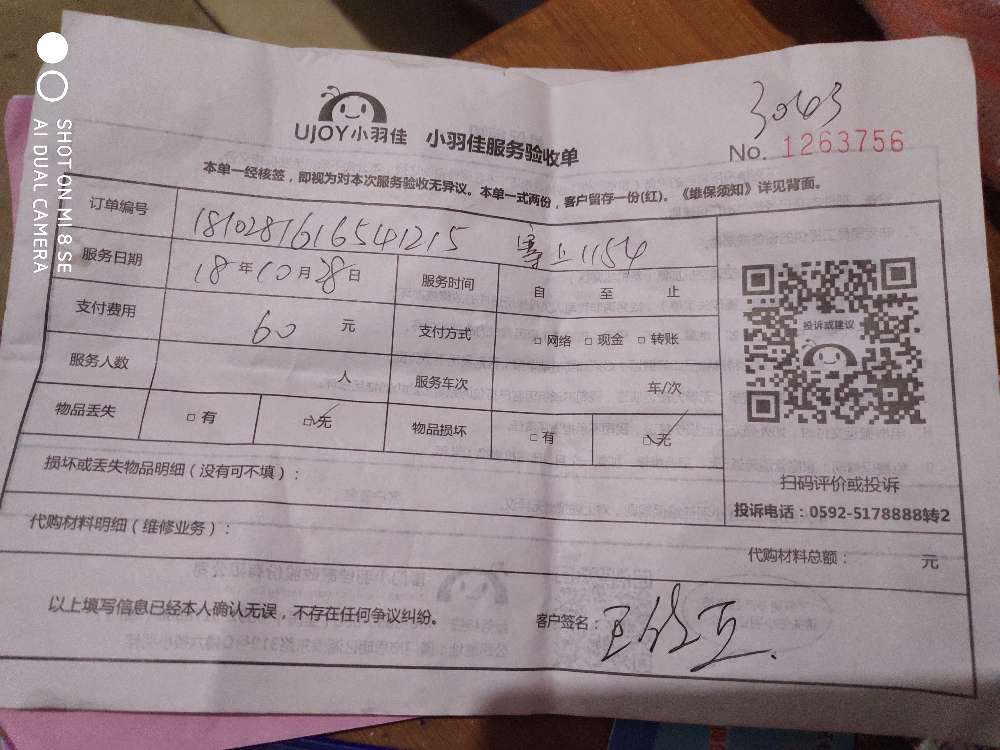 3043
UJOY小羽佳 小羽佳服务验收单
No. 1263756
本单一经核签，即视为对本次服务验收无异议。本单一式两份，客户留存一份(红)。《维保须知》详见背面。
订单编号 1810281616541215 1154
服务日期 18 年 10 月 28 日 服务时间 自 至 止
支付费用 60 元 支付方式 □ 网络 □ 现金 □ 转账
服务人数 人 服务车次 车/次
物品丢失 □ 有 □ 无 物品损坏 □ 有 □ 无
投诉或建议
扫码评价或投诉
投诉电话：0592-5178888转2
损坏或丢失物品明细（没有可不填）：
代购材料明细（维修业务）：
代购材料总额： 元
以上填写信息已经本人确认无误，不存在任何争议纠纷。 客户签名：
SHOT ON MI 8 SE
AI DUAL CAMERA